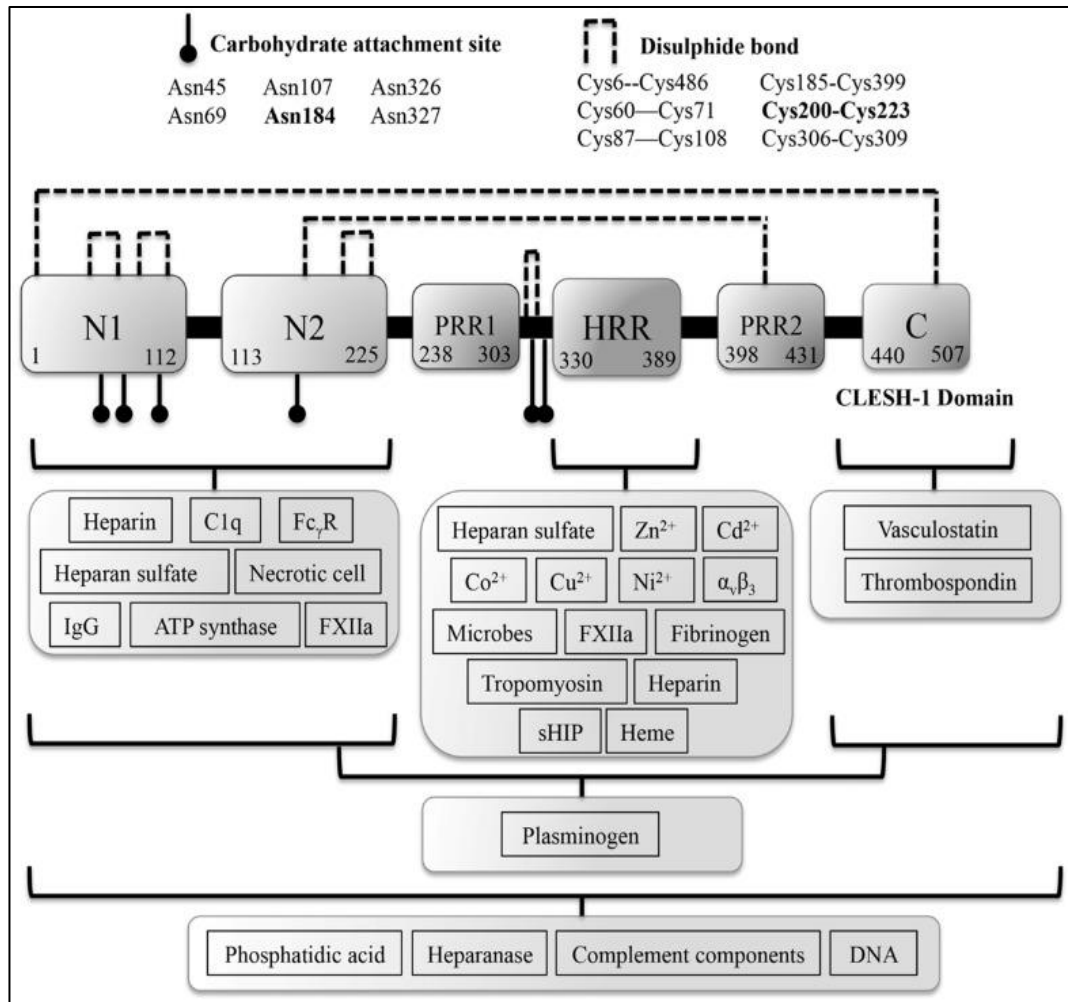 Carbohydrate attachment site
Asn45 Asn107 Asn326
Asn69 Asn184 Asn327
Disulphide bond
Cys6--Cys486 Cys185-Cys399
Cys60—Cys71 Cys200-Cys223
Cys87—Cys108 Cys306-Cys309
N1 N2 PRR1 HRR PRR2 C
1 112 113 225 238 303 330 389 398 431 440 507
CLESH-1 Domain
Heparin C1q FcγR
Heparan sulfate Necrotic cell
IgG ATP synthase FXIIa
Heparan sulfate Zn²⁺ Cd²⁺
Co²⁺ Cu²⁺ Ni²⁺ αvβ3
Microbes FXIIa Fibrinogen
Tropomyosin Heparin
sHIP Heme
Vasculostatin
Thrombospondin
Plasminogen
Phosphatidic acid Heparanase Complement components DNA